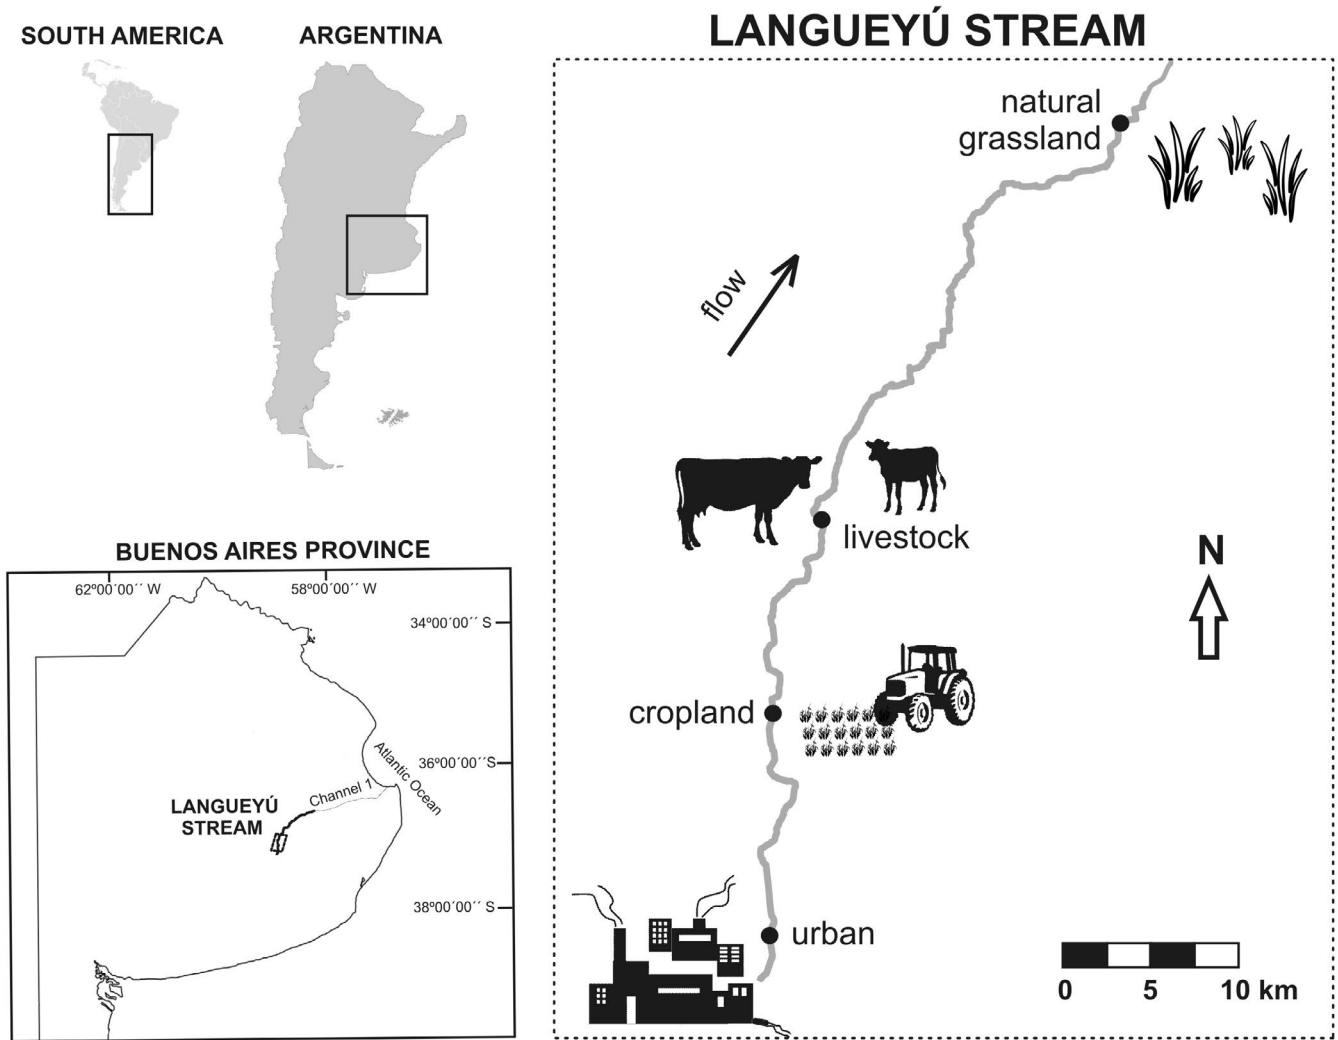 SOUTH AMERICA
ARGENTINA
LANGUEYÚ STREAM
natural
grassland
flow
livestock
N
cropland
urban
0 5 10 km
BUENOS AIRES PROVINCE
62º00´00´´ W
58º00´00´´ W
34º00'00´´ S
36º00'00´´S
38º00'00´´ S
Atlantic Ocean
Channel 1
LANGUEYÚ
STREAM